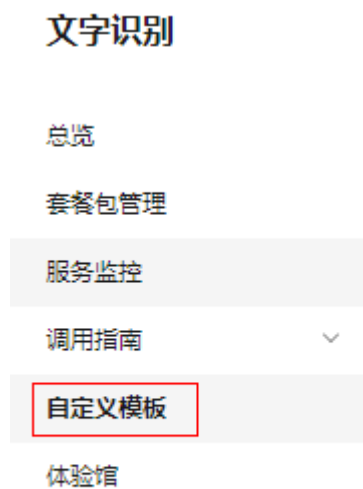 文字识别
总览
套餐包管理
服务监控
调用指南
自定义模板
体验馆